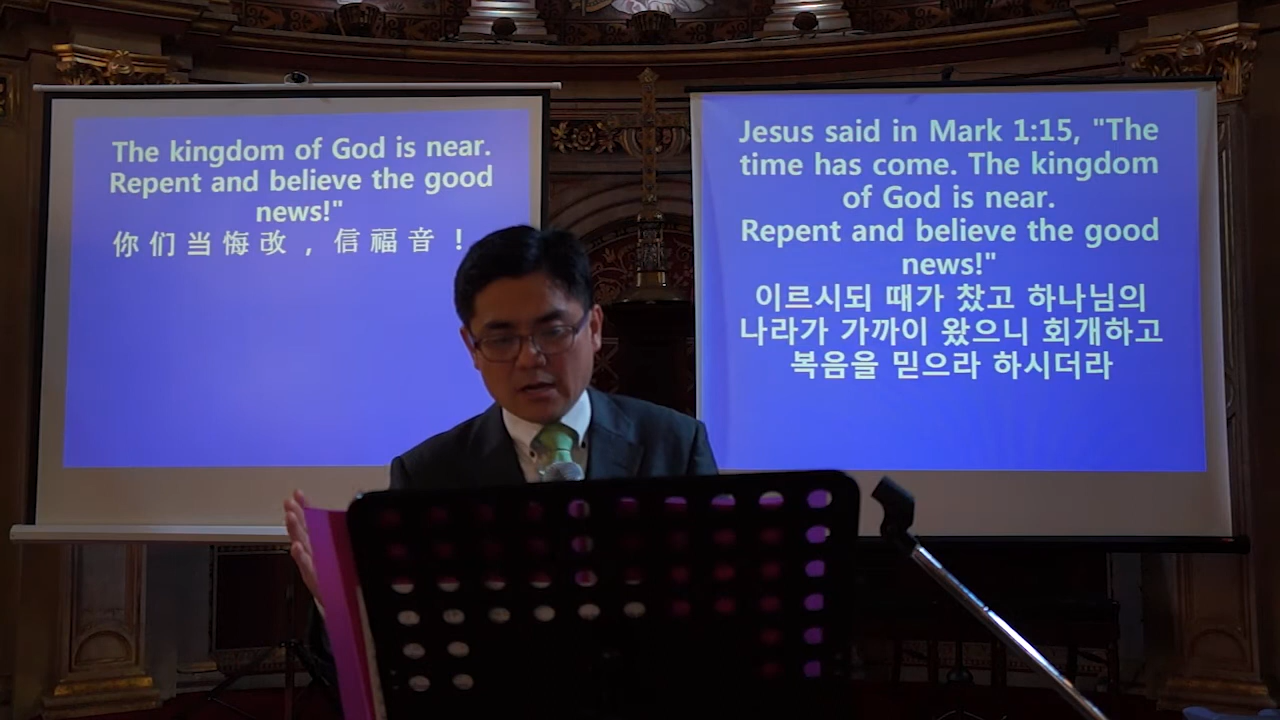 The kingdom of God is near.
Repent and believe the good
news!"
你们当悔改，信福音！
Jesus said in Mark 1:15, "The
time has come. The kingdom
of God is near.
Repent and believe the good
news!"
이르시되 때가 찼고 하나님의
나라가 가까이 왔으니 회개하고
복음을 믿으라 하시더라